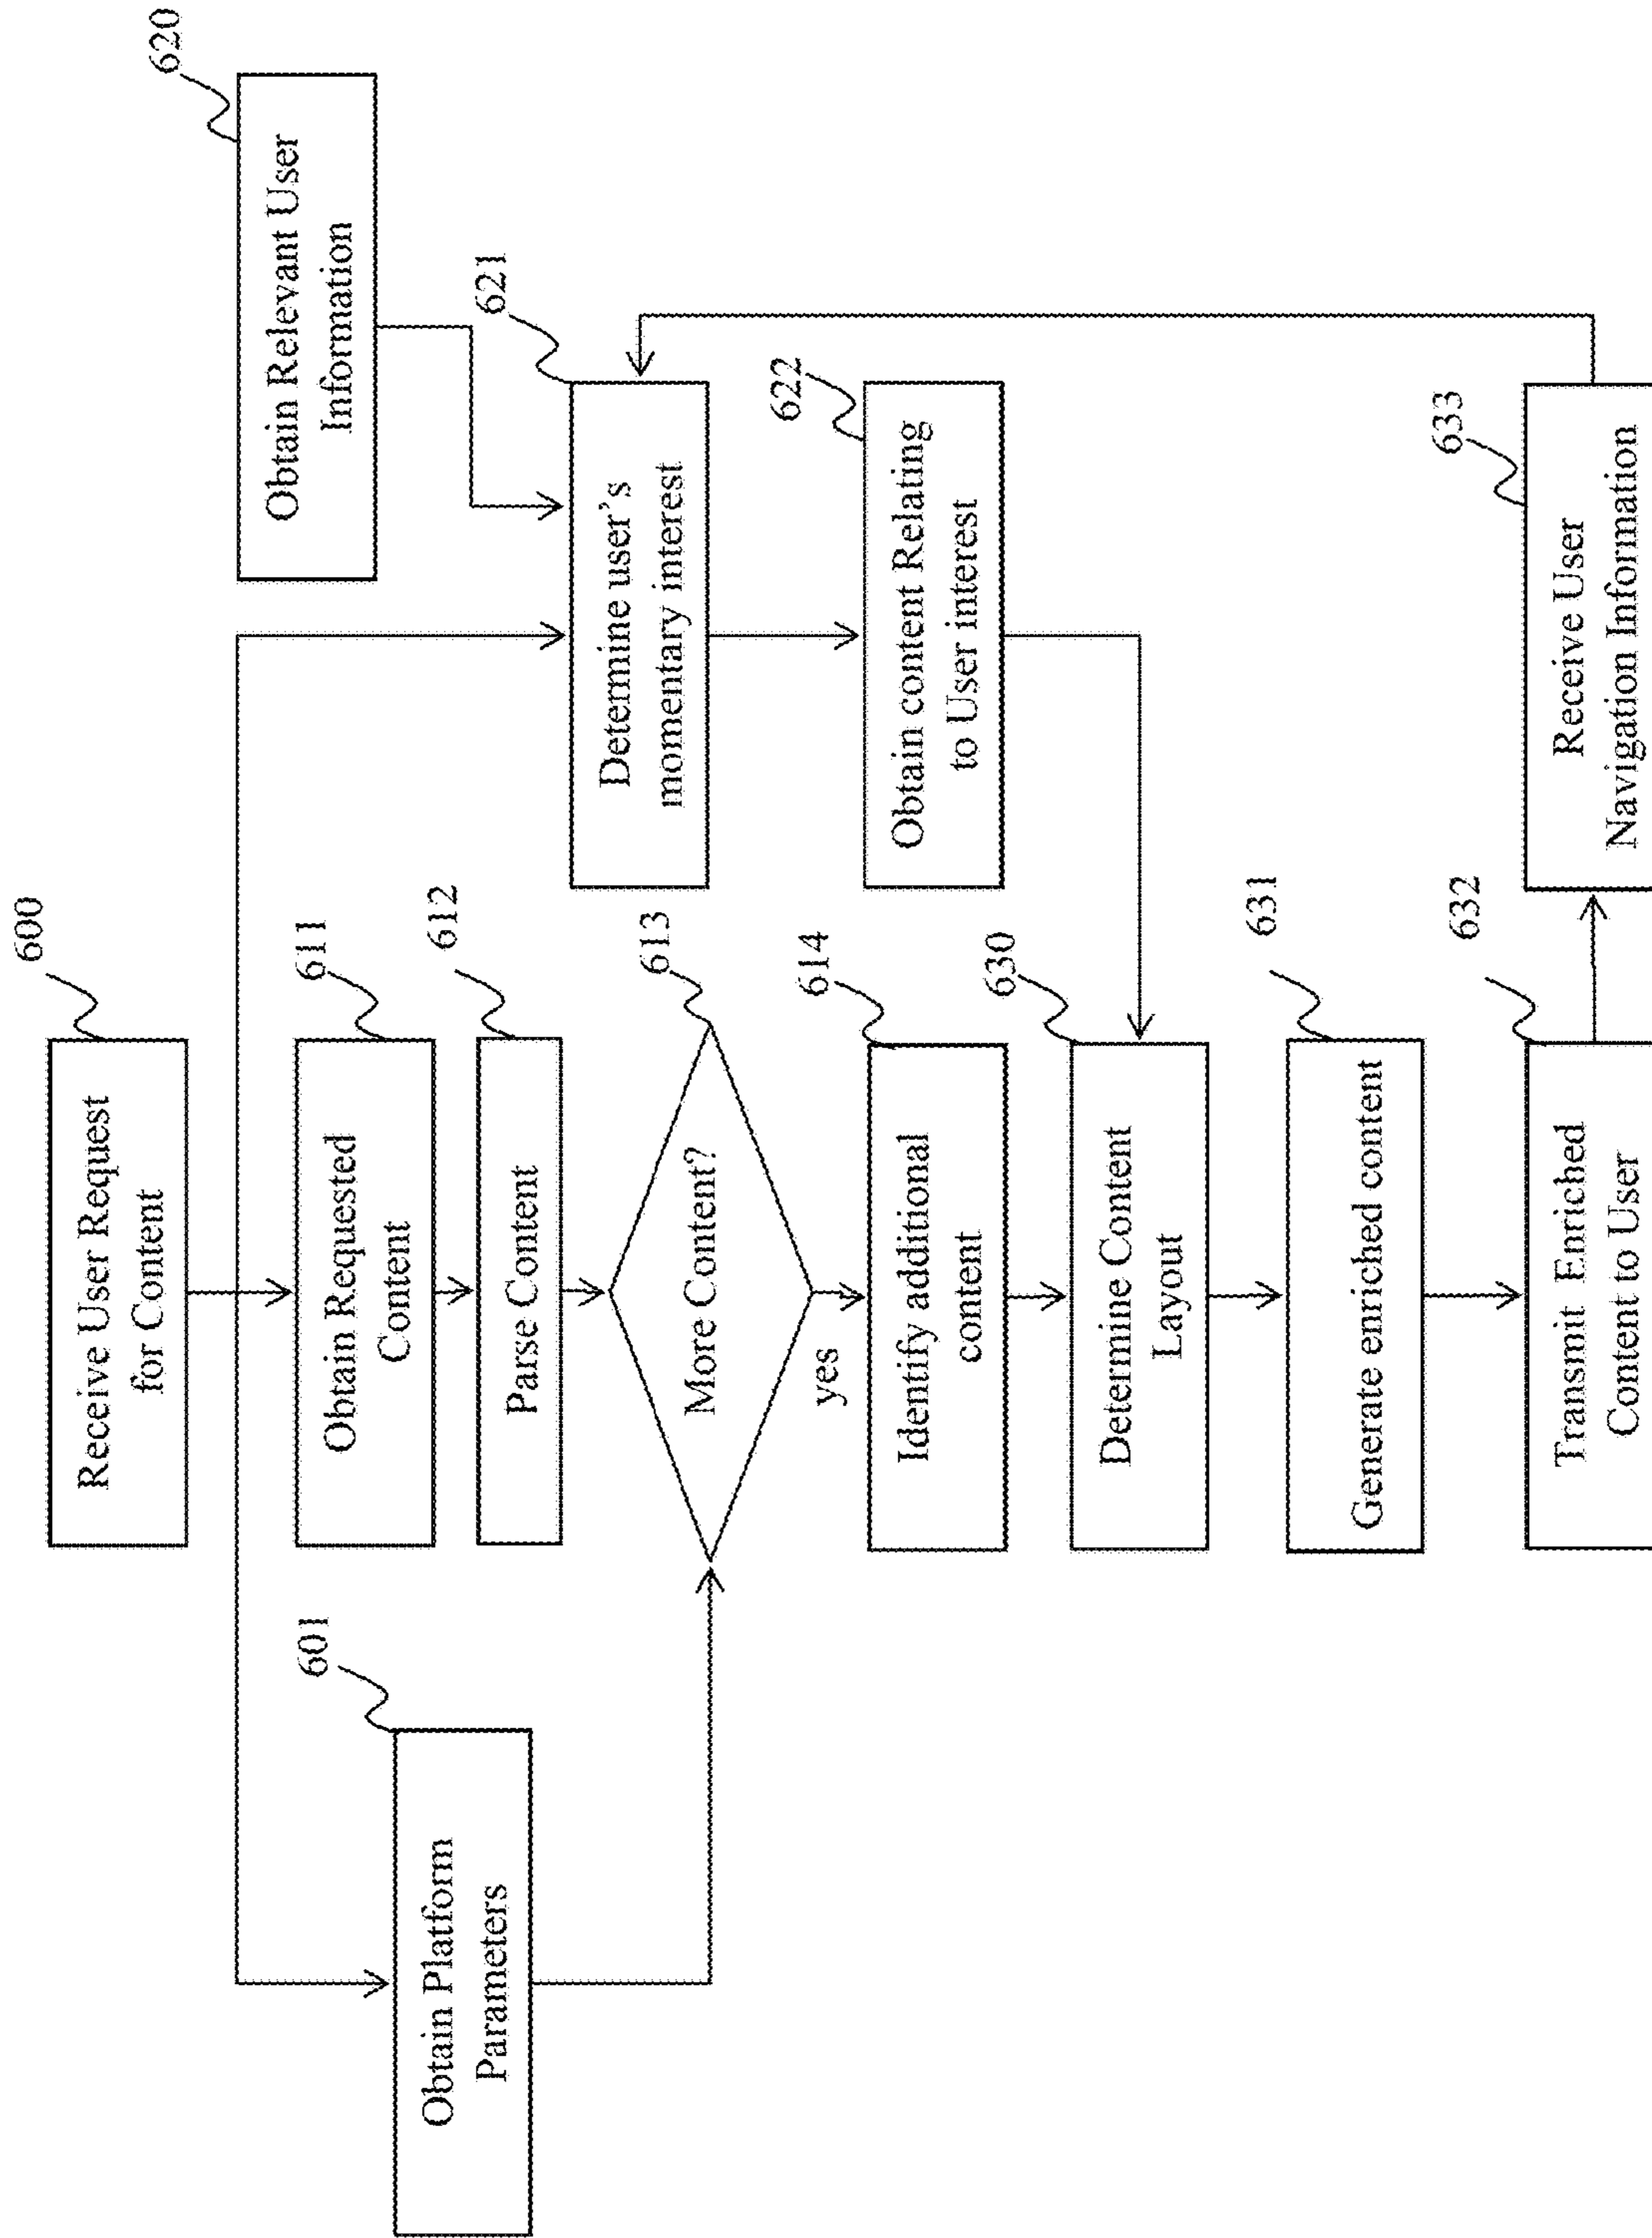 600
Receive User Request
for Content
620
Obtain Relevant User
Information
601
Obtain Platform
Parameters
611
Obtain Requested
Content
612
Parse Content
621
Determine user's
momentary interest
613
More Content?
yes
622
Obtain content Relating
to User interest
614
Identify additional
content
630
Determine Content
Layout
631
Generate enriched content
632
Transmit Enriched
Content to User
633
Receive User
Navigation Information